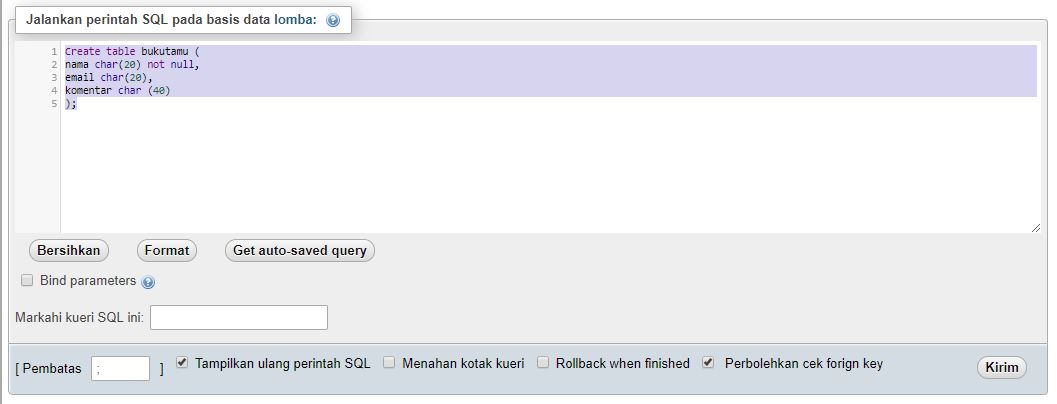 Jalankan perintah SQL pada basis data lomba:
1 Create table bukutamu (
2 nama char(20) not null,
3 email char(20),
4 komentar char (40)
5 );
Bersihkan Format Get auto-saved query
Bind parameters
Markahi kueri SQL ini:
[ Pembatas ; ] Tampilkan ulang perintah SQL Menahan kotak kueri Rollback when finished Perbolehkan cek forign key Kirim